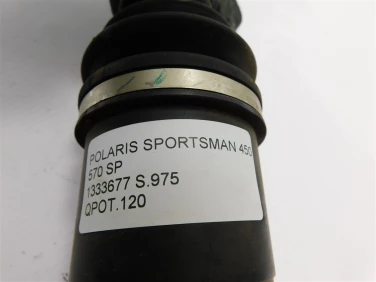 POLARIS SPORTSMAN 450
570 SP
1333677 S.975
QPOT.120